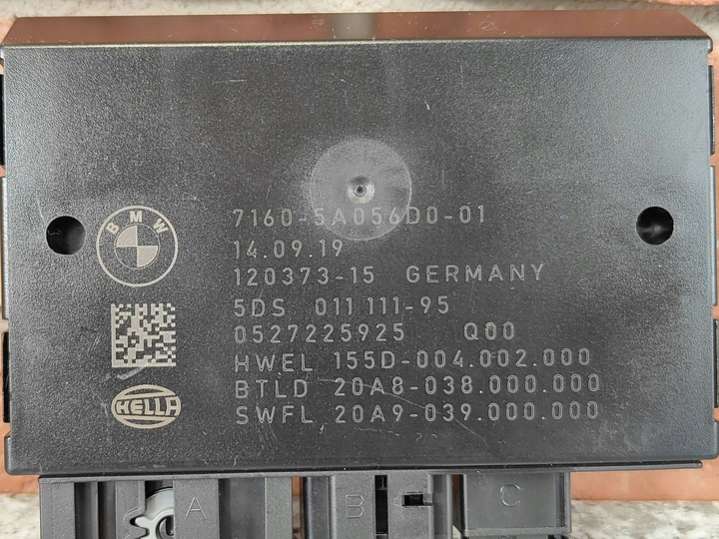 BMW
7160-5A056D0-01
14.09.19
120373-15 GERMANY
5DS 011 111-95
0527225925 Q00
HWEL 155D-004.002.000
BTLD 20A8-038.000.000
HELLA
SWFL 20A9-039.000.000
A B C